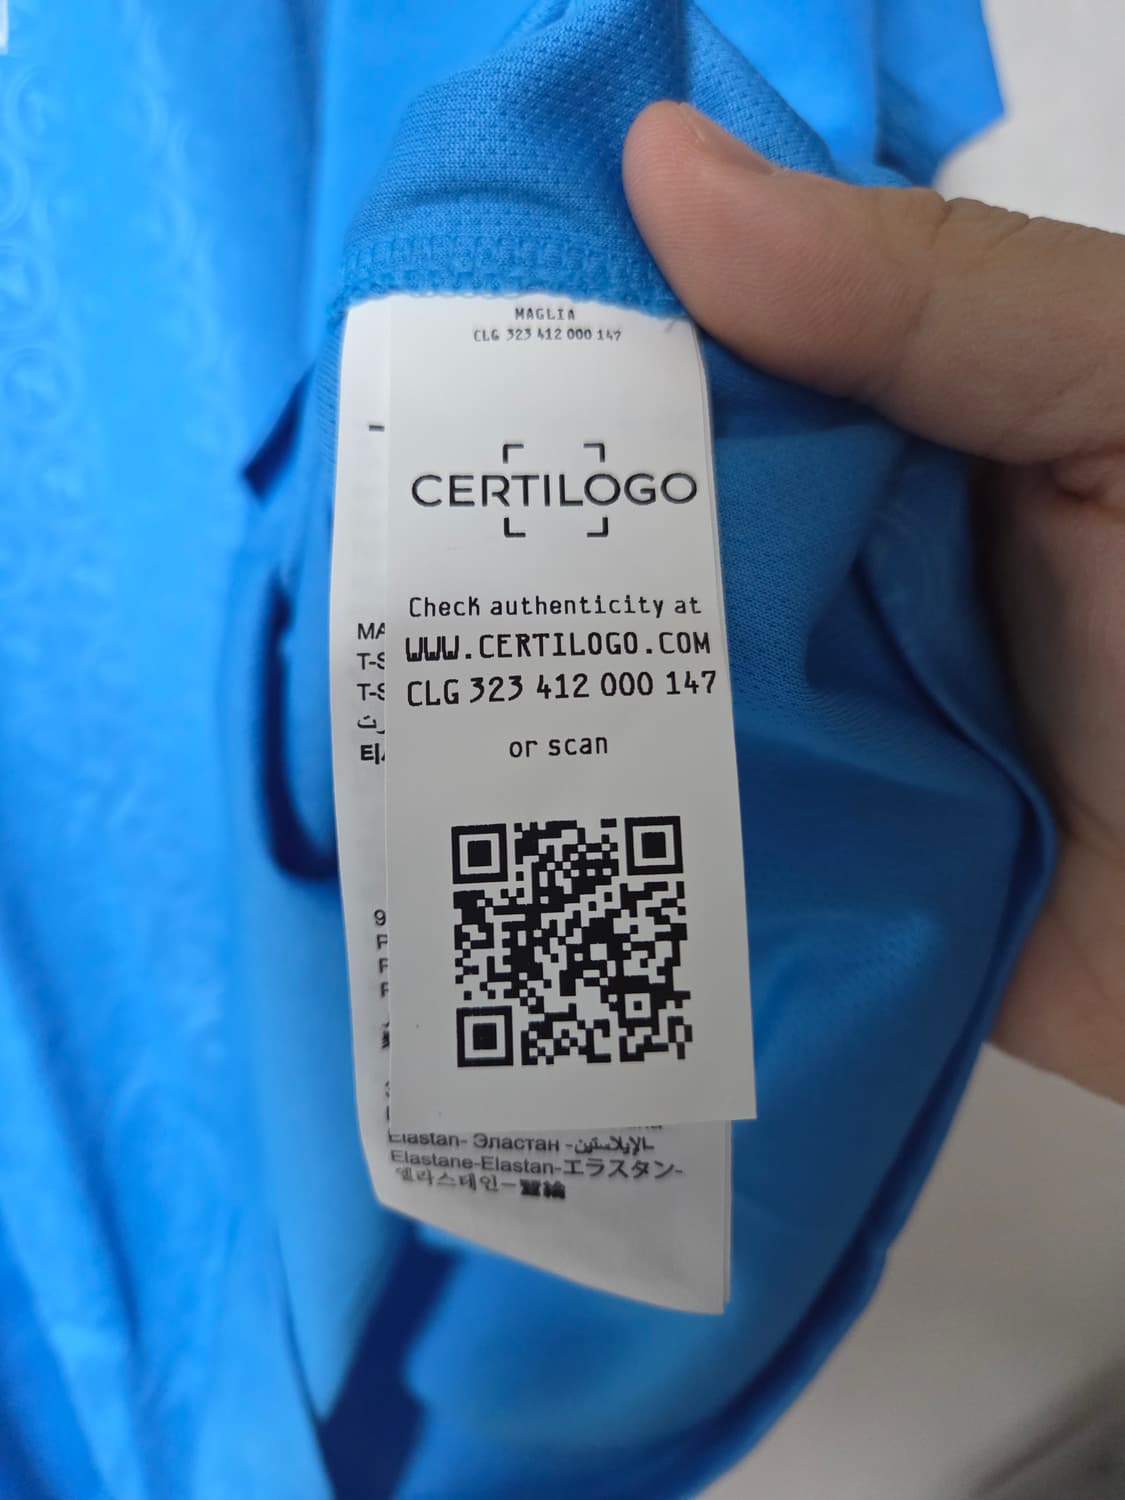 MAGLIA
CLG 323 412 000 147
CERTILOGO
Check authenticity at
WWW.CERTILOGO.COM
CLG 323 412 000 147
or scan
MA
T-S
T-S
Elastan- Эластан -الإيلاستين
Elastane-Elastan-エラスタン-
엘라스테인-